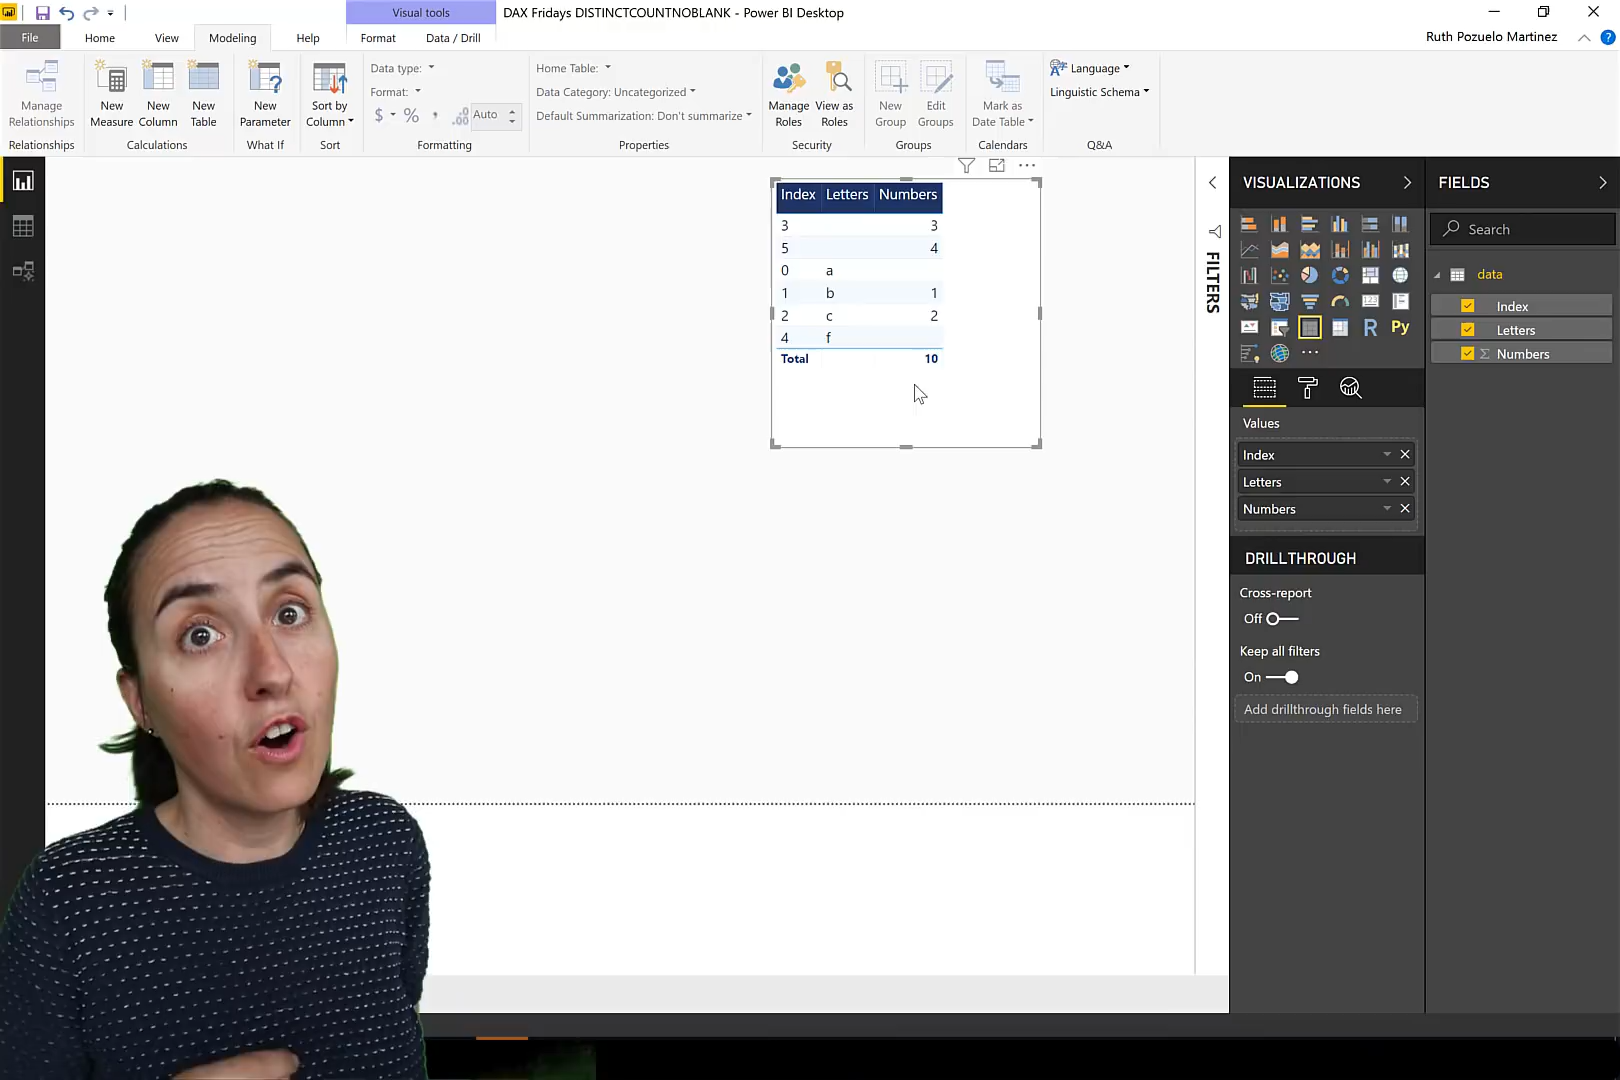 Visual tools
DAX Fridays DISTINCTCOUNTNOBLANK - Power BI Desktop
File
Home
View
Modeling
Help
Format
Data / Drill
Ruth Pozuelo Martinez
?
Manage
Relationships
Relationships
New
Measure
New
Column
New
Table
Calculations
New
Parameter
What If
Sort by
Column
Sort
Data type:
Format:
$ % , Auto
Formatting
Home Table:
Data Category: Uncategorized
Default Summarization: Don't summarize
Properties
Manage
Roles
View as
Roles
Security
New
Group
Edit
Groups
Groups
Mark as
Date Table
Calendars
Language
Linguistic Schema
Q&A
Index Letters Numbers
3 3
5 4
0 a
1 b 1
2 c 2
4 f
Total 10
FILTERS
VISUALIZATIONS
R Py
Values
Index
Letters
Numbers
DRILLTHROUGH
Cross-report
Off
Keep all filters
On
Add drillthrough fields here
FIELDS
Search
data
Index
Letters
Σ Numbers